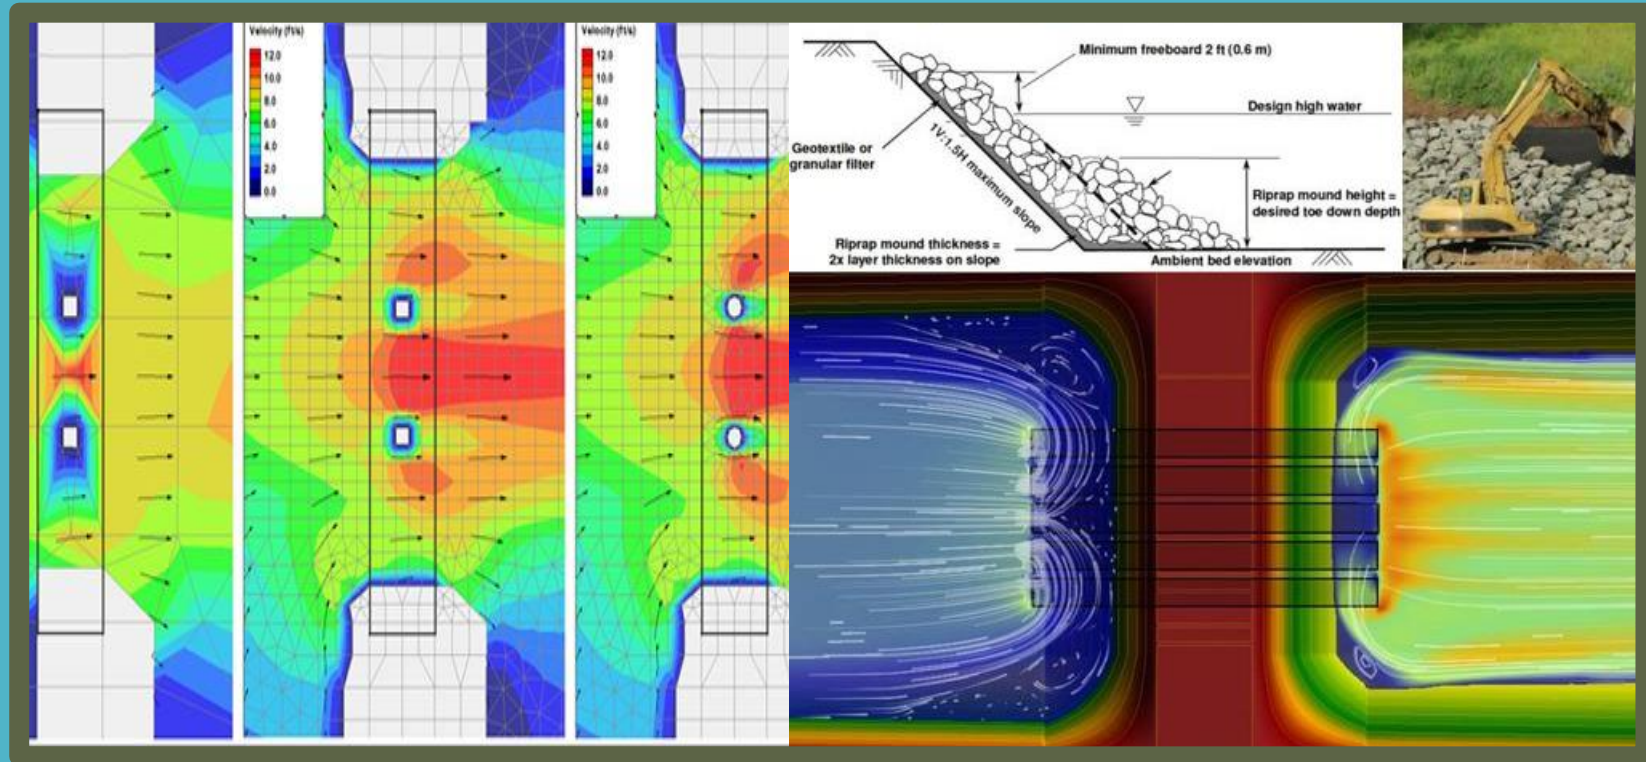 Velocity (ft/s)
12.0
10.0
8.0
6.0
4.0
2.0
0.0
Velocity (ft/s)
12.0
10.0
8.0
6.0
4.0
2.0
0.0
Minimum freeboard 2 ft (0.6 m)
Design high water
Geotextile or
granular filter
1V:1.5H maximum slope
Riprap mound height =
desired toe down depth
Riprap mound thickness =
2x layer thickness on slope
Ambient bed elevation